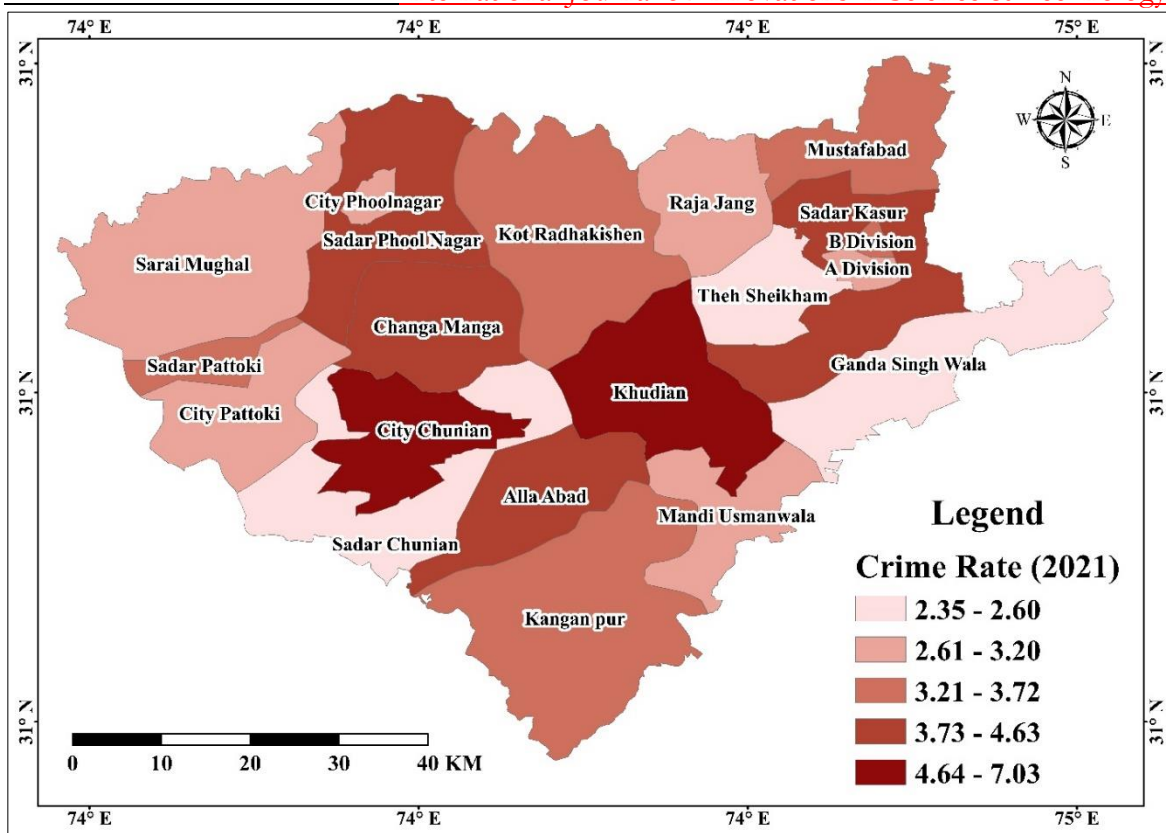 74° E 74° E 74° E 75° E
31° N 31° N
N
W E
S
Mustafabad
City Phoolnagar
Raja Jang
Sadar Kasur
Kot Radhakishen
Sadar Phool Nagar
B Division
Sarai Mughal
A Division
Theh Sheikham
Changa Manga
Sadar Pattoki
Ganda Singh Wala
31° N 31° N
Khudian
City Pattoki
City Chunian
Alla Abad
Mandi Usmanwala
Sadar Chunian
Kangan pur
Legend
Crime Rate (2021)
2.35 - 2.60
2.61 - 3.20
3.21 - 3.72
3.73 - 4.63
4.64 - 7.03
31° N 31° N
0 10 20 30 40 KM
74° E 74° E 74° E 75° E